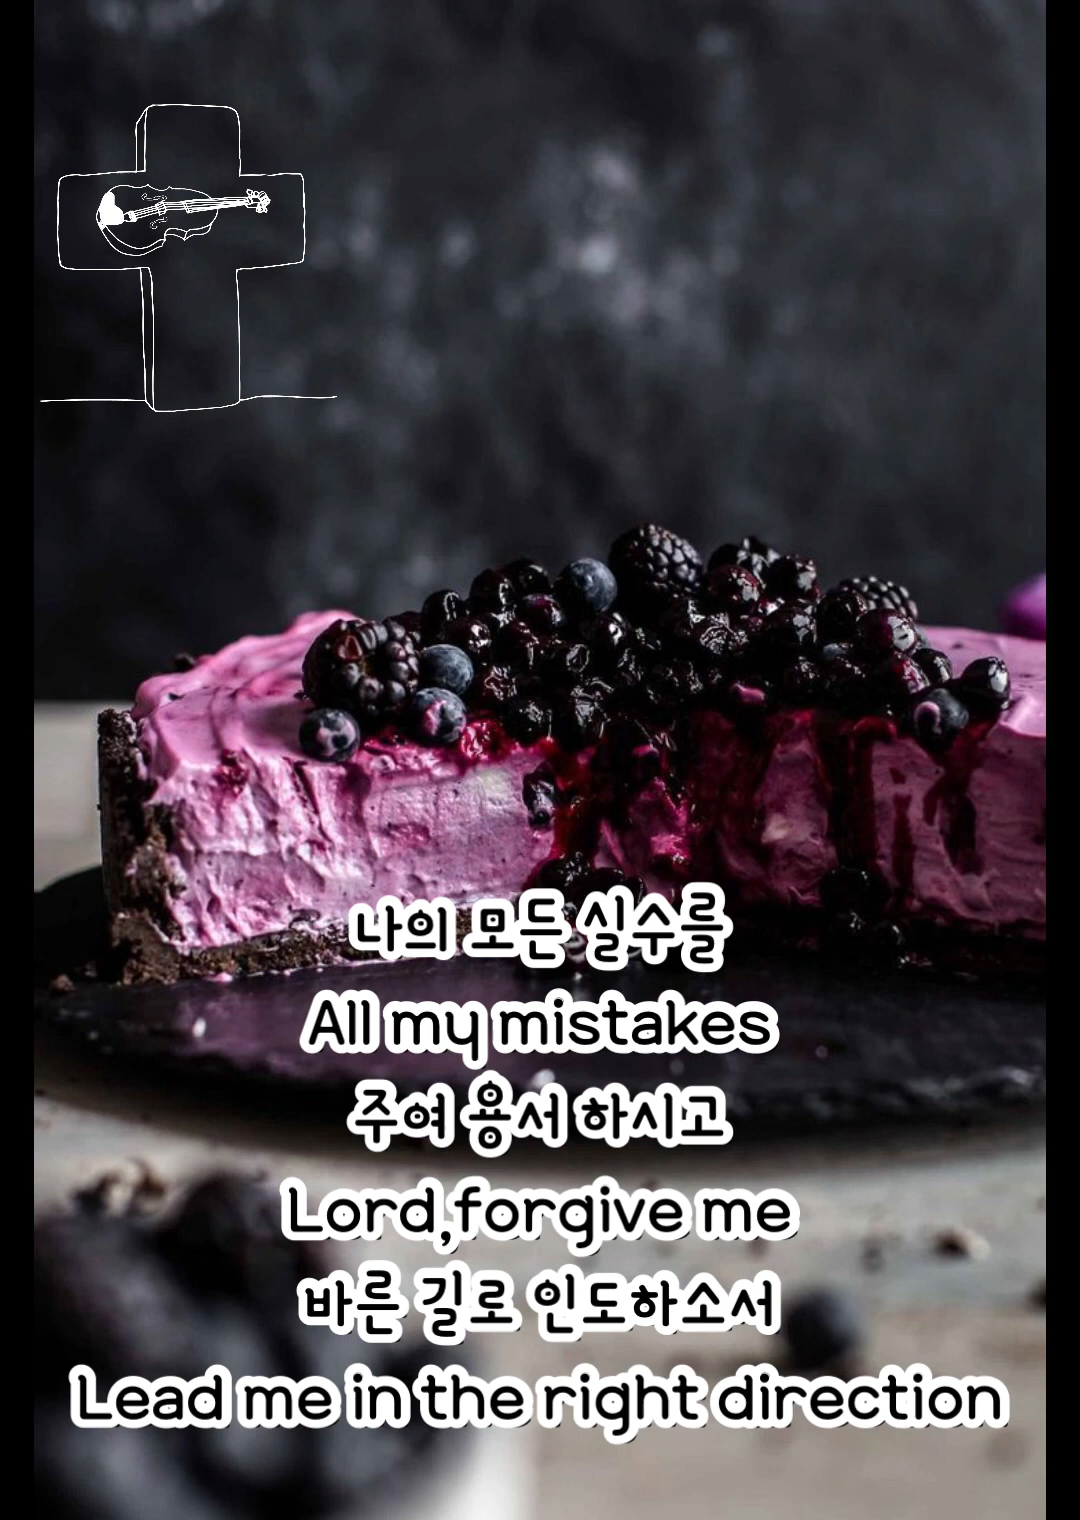 나의 모든 실수를
All my mistakes
주여 용서 하시고
Lord,forgive me
바른 길로 인도하소서
Lead me in the right direction